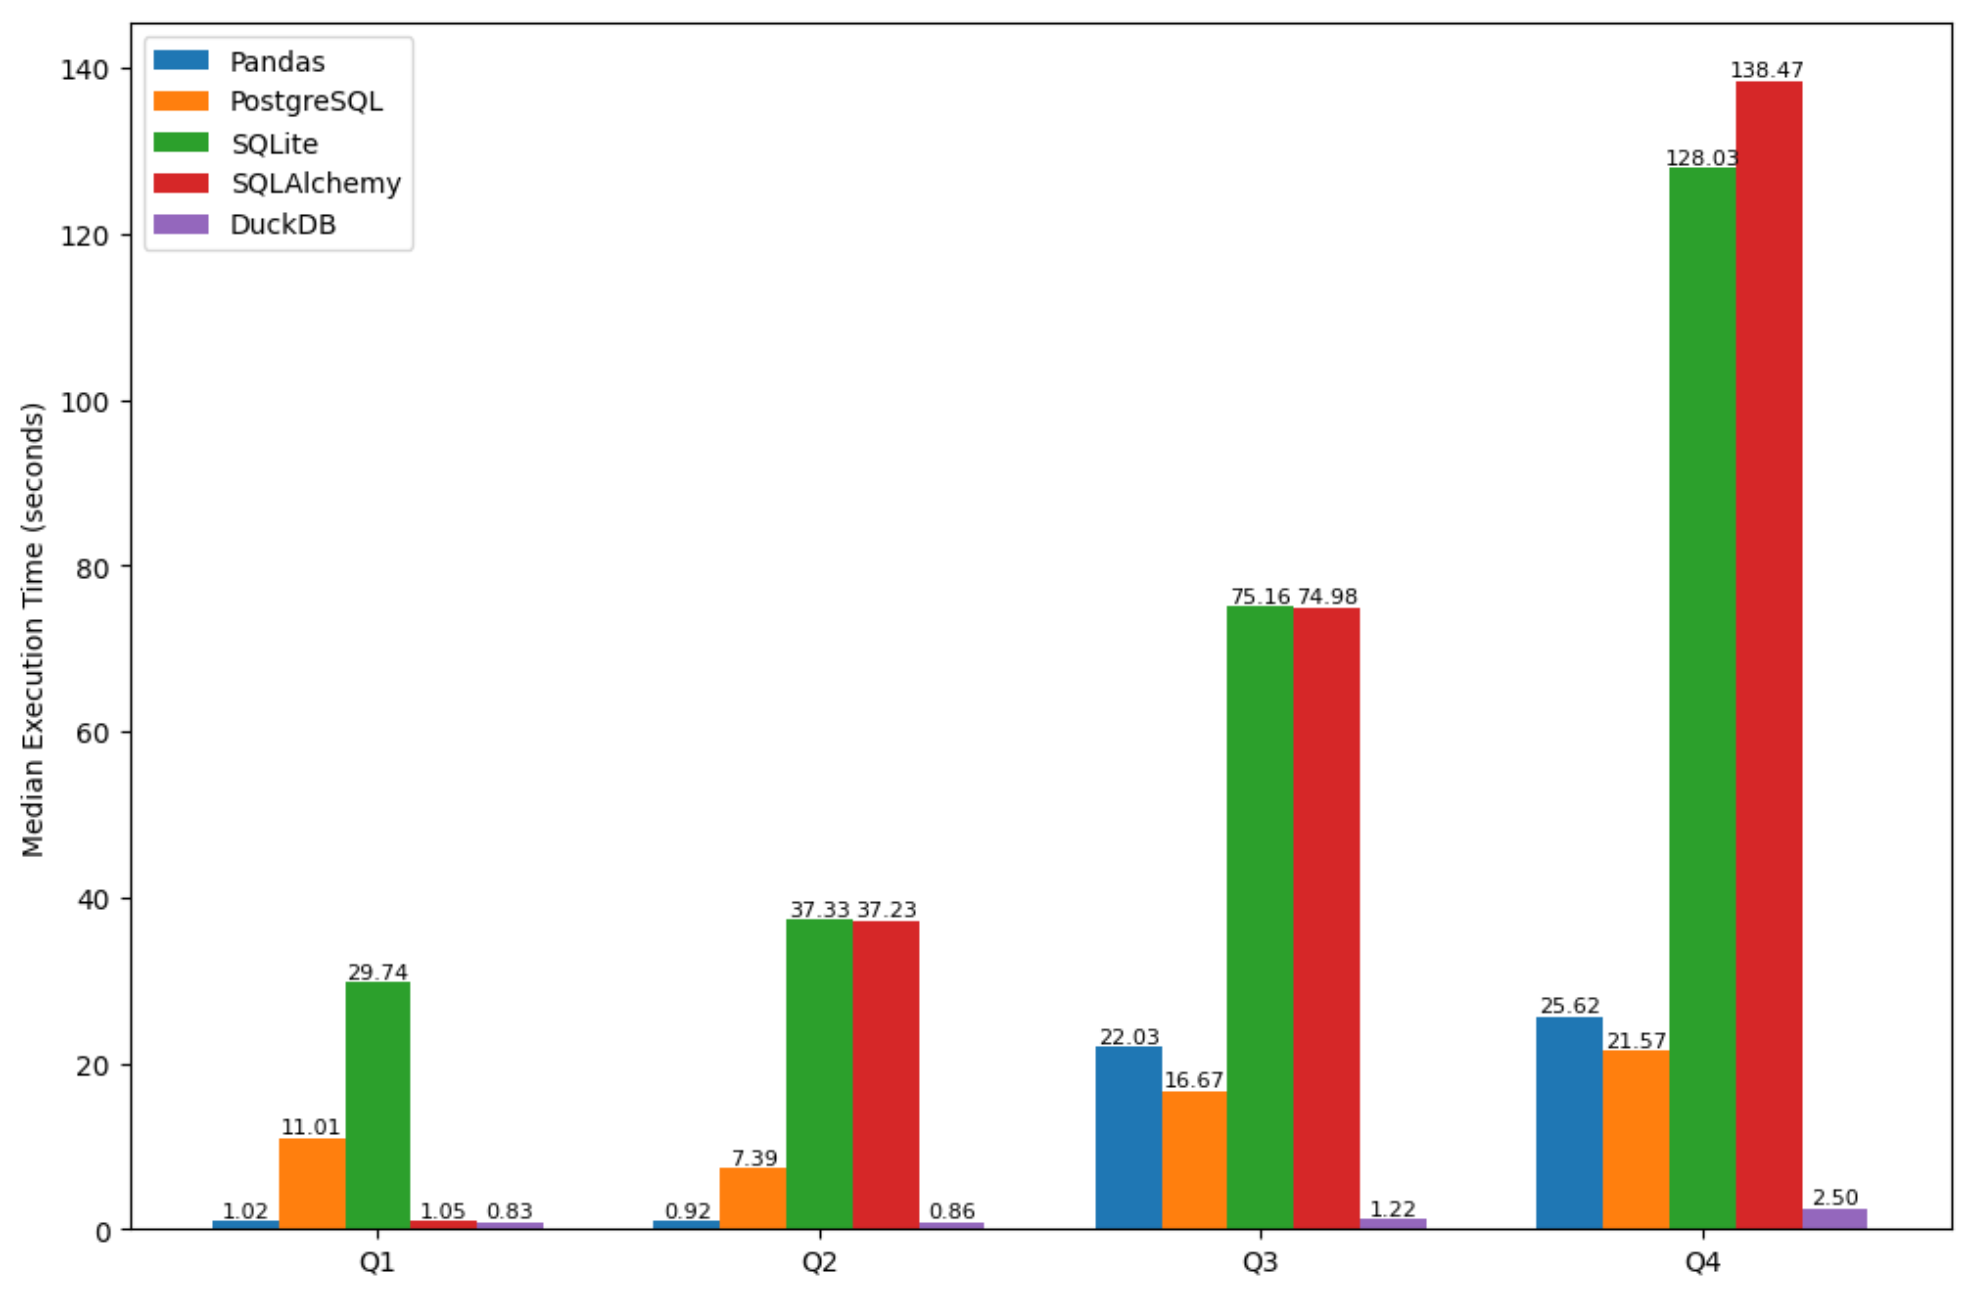 Pandas
PostgreSQL
SQLite
SQLAlchemy
DuckDB
Median Execution Time (seconds)
140
120
100
80
60
40
20
0
1.02
11.01
29.74
1.05
0.83
0.92
7.39
37.33
37.23
0.86
22.03
16.67
75.16
74.98
1.22
25.62
21.57
128.03
138.47
2.50
Q1
Q2
Q3
Q4